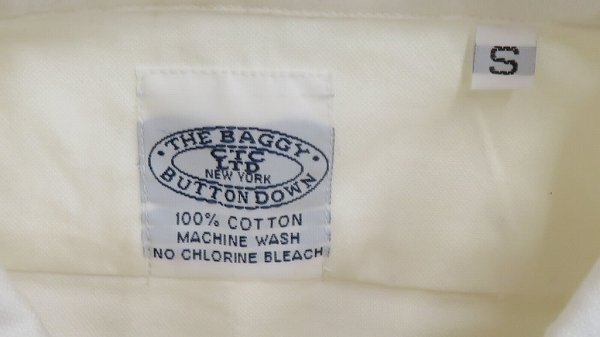 S
THE BAGGY
CTC
LTD
NEW YORK
BUTTON DOWN
100% COTTON
MACHINE WASH
NO CHLORINE BLEACH